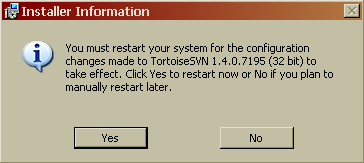 Installer Information
You must restart your system for the configuration
changes made to TortoiseSVN 1.4.0.7195 (32 bit) to
take effect. Click Yes to restart now or No if you plan to
manually restart later.
Yes
No